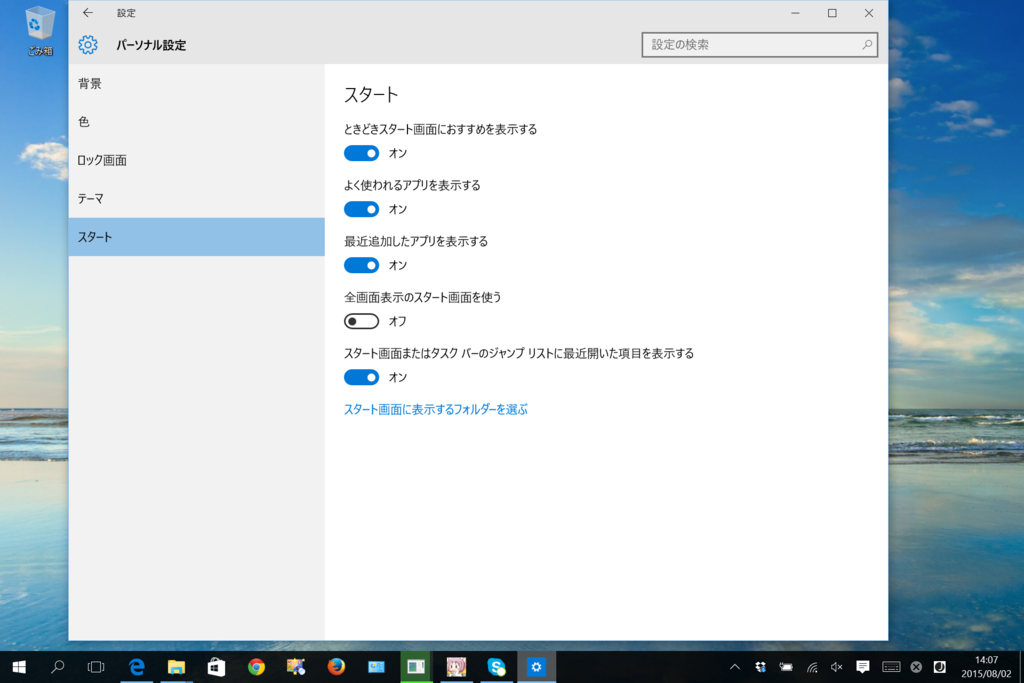 ごみ箱
設定
パーソナル設定
設定の検索
背景
色
ロック画面
テーマ
スタート
スタート
ときどきスタート画面におすすめを表示する
オン
よく使われるアプリを表示する
オン
最近追加したアプリを表示する
オン
全画面表示のスタート画面を使う
オフ
スタート画面またはタスク バーのジャンプ リストに最近開いた項目を表示する
オン
スタート画面に表示するフォルダーを選ぶ
14:07
2015/08/02